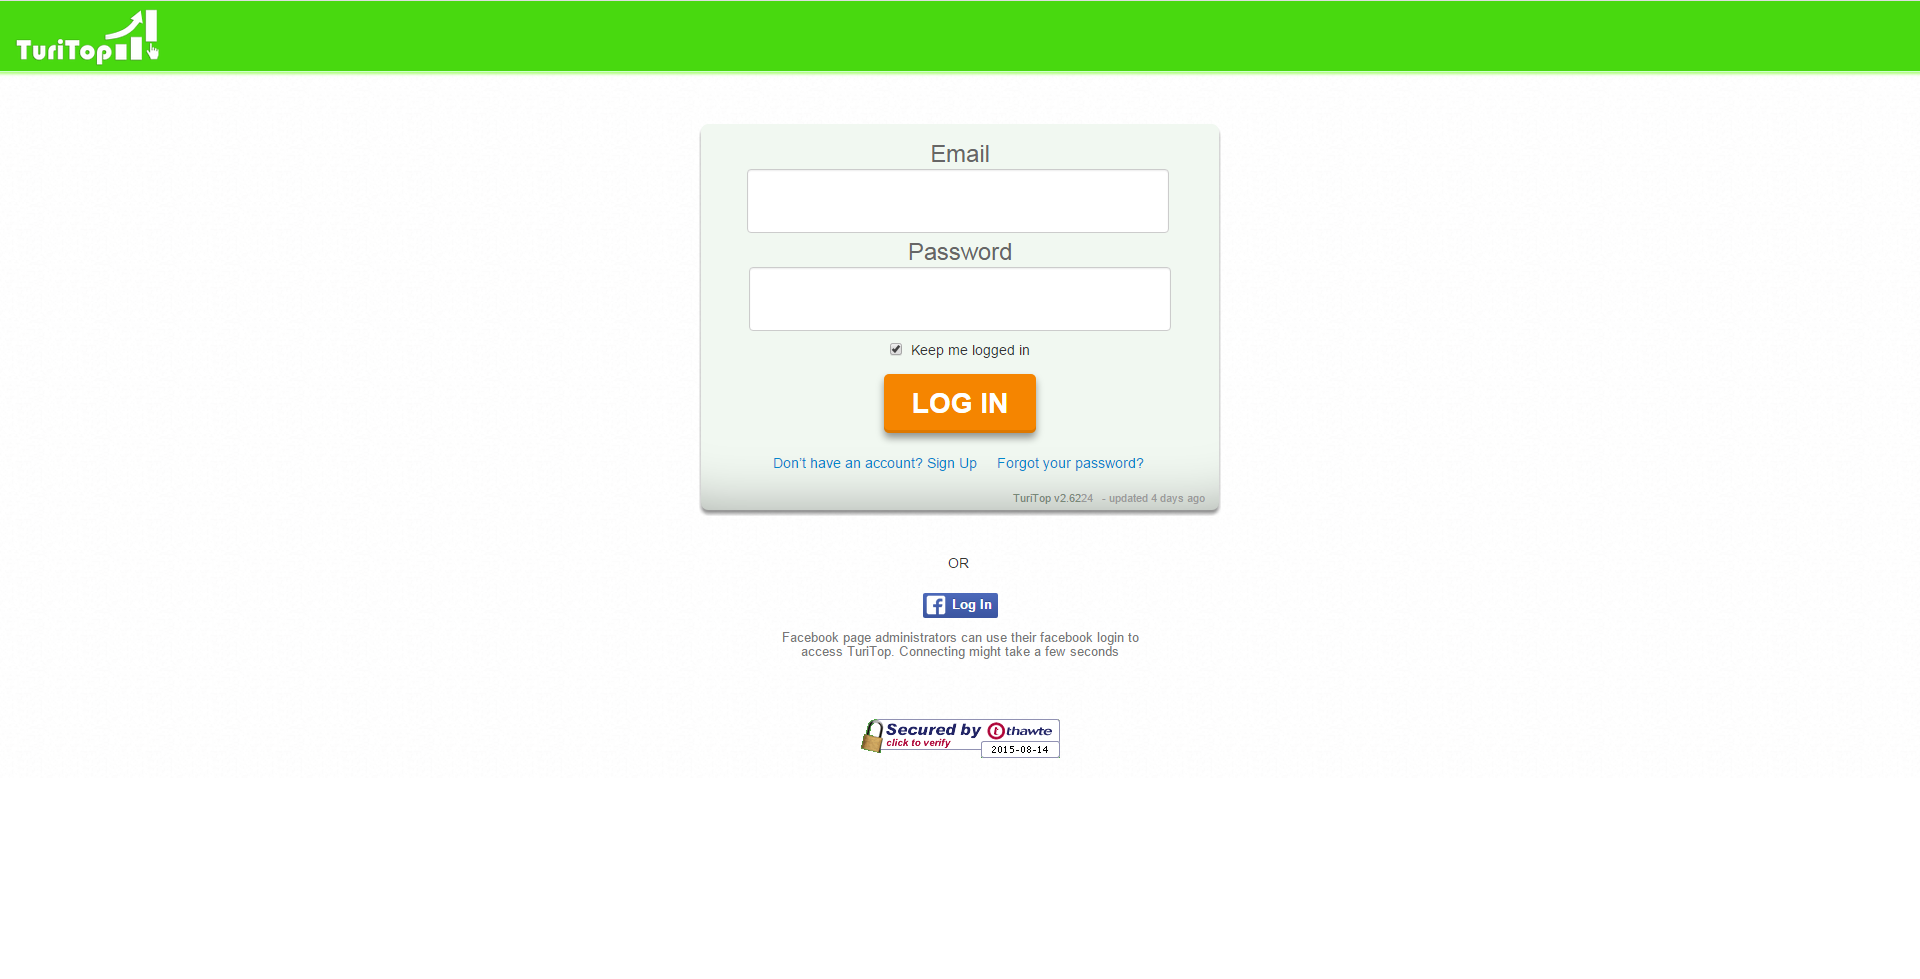 TuriTop
Email
Password
Keep me logged in
LOG IN
Don't have an account? Sign Up Forgot your password?
TuriTop v2.6224 - updated 4 days ago
OR
Log In
Facebook page administrators can use their facebook login to
access TuriTop. Connecting might take a few seconds
Secured by thawte
click to verify
2015-08-14